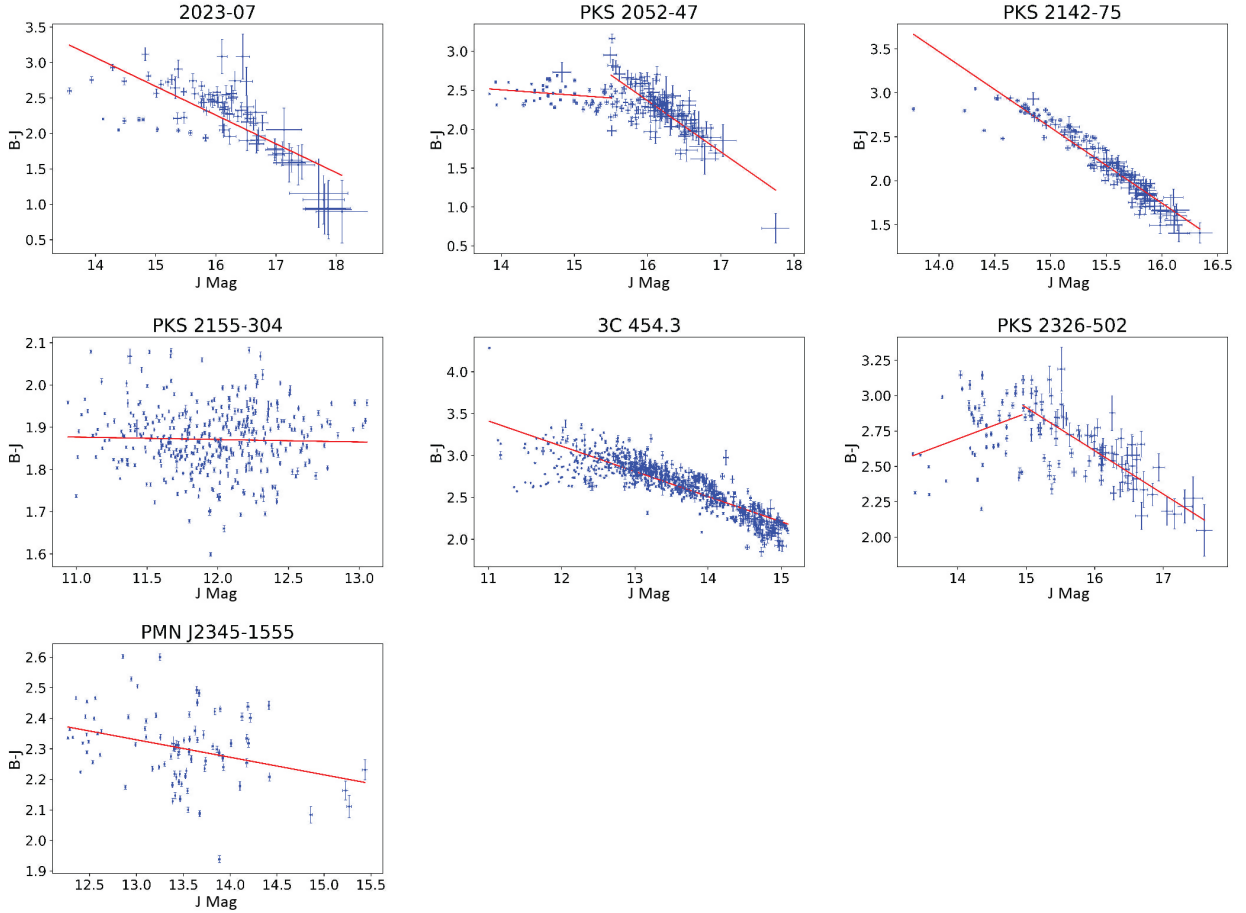 2023-07
3.5
3.0
2.5
2.0
1.5
1.0
0.5
B-J
14 15 16 17 18
J Mag
PKS 2052-47
3.0
2.5
2.0
1.5
1.0
0.5
B-J
14 15 16 17 18
J Mag
PKS 2142-75
3.5
3.0
2.5
2.0
1.5
B-J
14.0 14.5 15.0 15.5 16.0 16.5
J Mag
PKS 2155-304
2.1
2.0
1.9
1.8
1.7
1.6
B-J
11.0 11.5 12.0 12.5 13.0
J Mag
3C 454.3
4.0
3.5
3.0
2.5
2.0
B-J
11 12 13 14 15
J Mag
PKS 2326-502
3.25
3.00
2.75
2.50
2.25
2.00
B-J
14 15 16 17
J Mag
PMN J2345-1555
2.6
2.5
2.4
2.3
2.2
2.1
2.0
1.9
B-J
12.5 13.0 13.5 14.0 14.5 15.0 15.5
J Mag